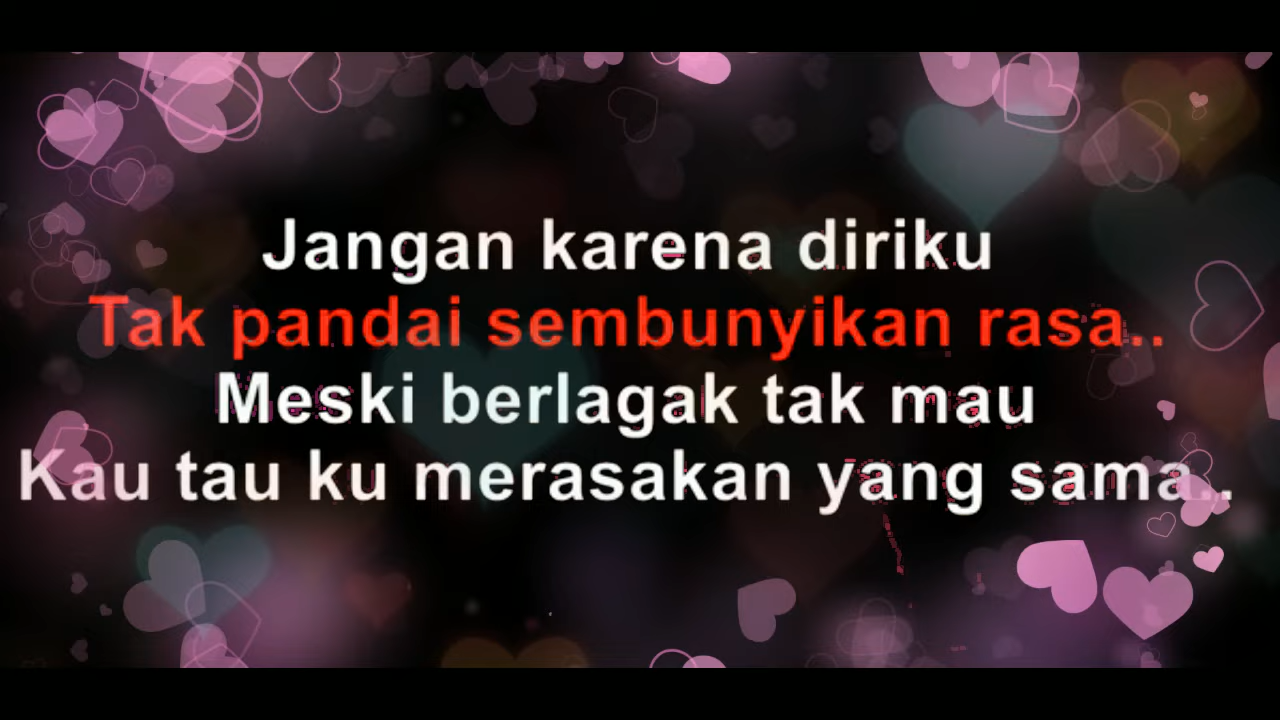 Jangan karena diriku
Tak pandai sembunyikan rasa..
Meski berlagak tak mau
Kau tau ku merasakan yang sama..